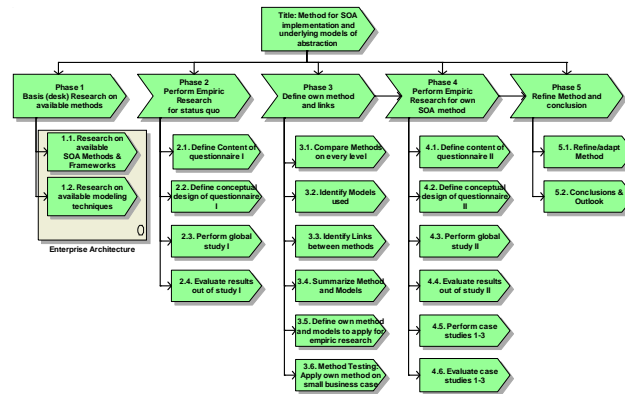 Title: Method for SOA
implementation and
underlying models of
abstraction
Phase 1
Basis (desk) Research on
available methods
Phase 2
Perform Empiric
Research
for status quo
Phase 3
Define own method
and links
Phase 4
Perform Empiric
Research for own
SOA method
Phase 5
Refine Method and
conclusion
1.1. Research on
available
SOA Methods &
Frameworks
1.2. Research on
available modeling
techniques
Enterprise Architecture
2.1. Define Content of
questionnaire I
2.2. Define conceptual
design of questionnaire
I
2.3. Perform global
study I
2.4. Evaluate results
out of study I
3.1. Compare Methods
on every level
3.2. Identify Models
used
3.3. Identify Links
between methods
3.4. Summarize Method
and Models
3.5. Define own method
and models to apply for
empiric research
3.6. Method Testing:
Apply own method on
small business case
4.1. Define content of
questionnaire II
4.2. Define conceptual
design of questionnaire
II
4.3. Perform global
study II
4.4. Evaluate results
out of study II
4.5. Perform case
studies 1-3
4.6. Evaluate case
studies 1-3
5.1. Refine/adapt
Method
5.2. Conclusions &
Outlook